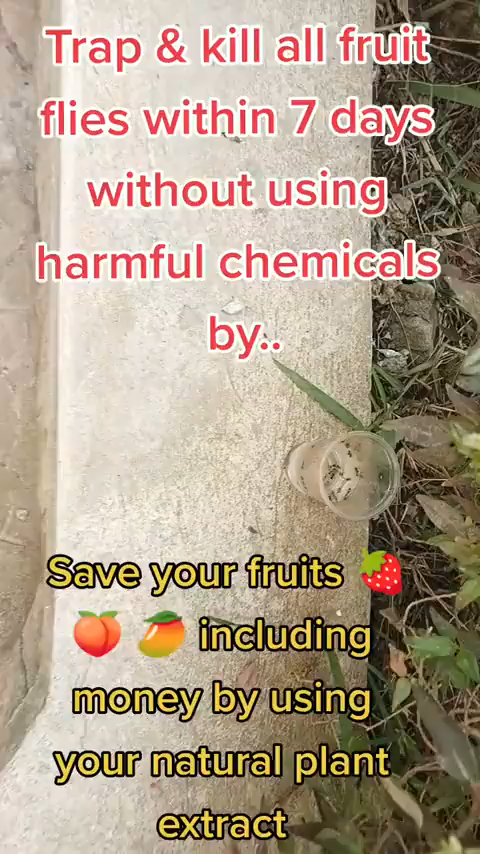 Trap & kill all fruit
flies within 7 days
without using
harmful chemicals
by..
Save your fruits 🍓
🍑 🥭 including
money by using
your natural plant
extract